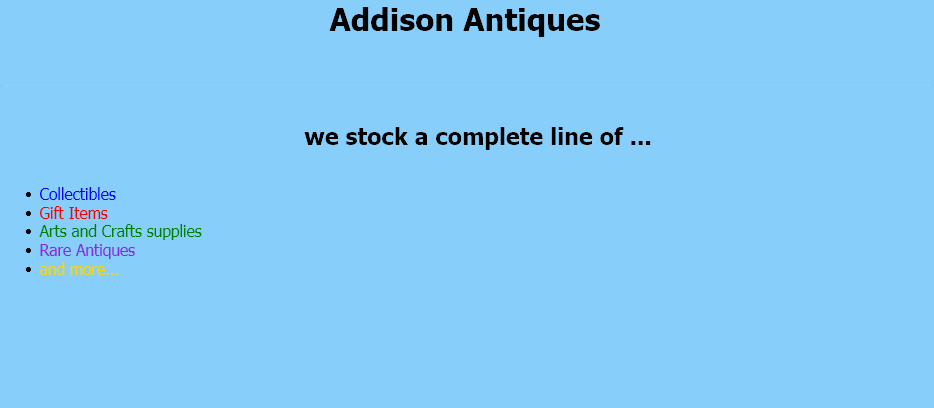 Addison Antiques
we stock a complete line of ...
• Collectibles
• Gift Items
• Arts and Crafts supplies
• Rare Antiques
• and more...